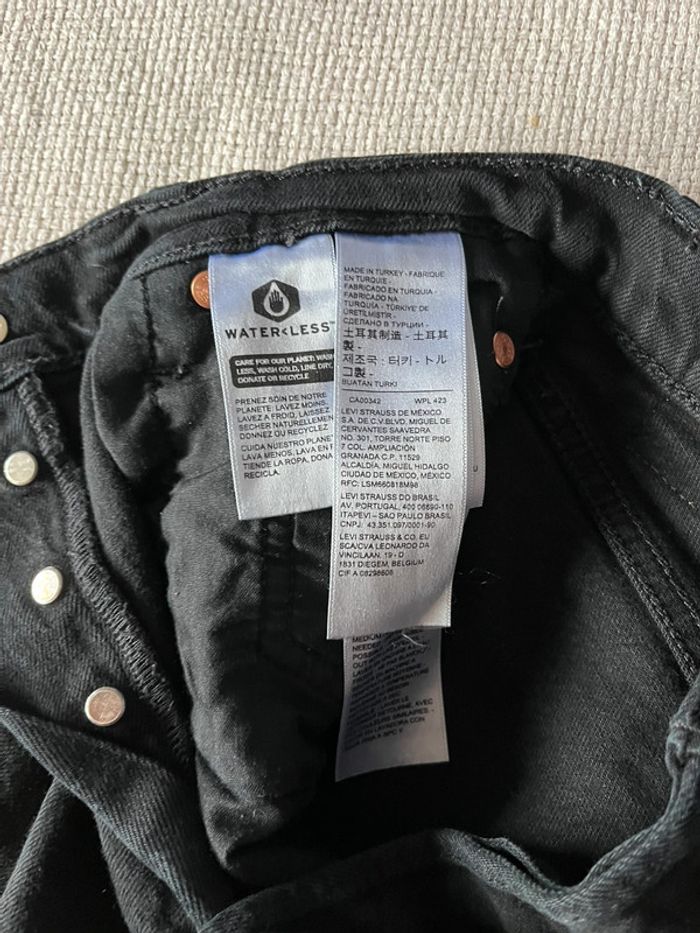 WATER<LESS™
CARE FOR OUR PLANET: WASH
LESS, WASH COLD, LINE DRY,
DONATE OR RECYCLE
PRENEZ SOIN DE NOTRE
PLANÈTE: LAVEZ MOINS,
LAVEZ A FROID, LAISSEZ
SECHER NATURELLEMEN
DONNEZ OU RECYCLEZ
CUIDA NUESTRO PLANE
LAVA MENOS, LAVA EN F
TIENDE LA ROPA, DONA
RECICLA.
MADE IN TURKEY - FABRIQUE
EN TURQUIE -
FABRICADO EN TURQUIA -
FABRICADO NA
TURQUIA - TÜRKIYE' DE
ÜRETILMISTIR -
СДЕЛАНО В ТУРЦИИ -
土耳其制造 - 土耳其
製 -
제조국 : 터키 - トル
コ製 -
BUATAN TURKI
CA00342 WPL 423
LEVI STRAUSS DE MÉXICO
S.A. DE C.V.BLVD. MIGUEL DE
CERVANTES SAAVEDRA
NO. 301, TORRE NORTE PISO
7 COL. AMPLIACIÓN
GRANADA C.P. 11529
ALCALDÍA, MIGUEL HIDALGO
CIUDAD DE MÉXICO, MÉXICO
RFC: LSM660818M98
LEVI STRAUSS DO BRASIL
AV. PORTUGAL, 400 06690-110
ITAPEVI – SAO PAULO BRASIL
CNPJ: 43.351.097/0001-90
LEVI STRAUSS & CO. EU
SCA/CVA LEONARDO DA
VINCILAAN, 19 - D
1831 DIEGEM, BELGIUM
CIF A 08298608
U
MEDIUM
NEEDED